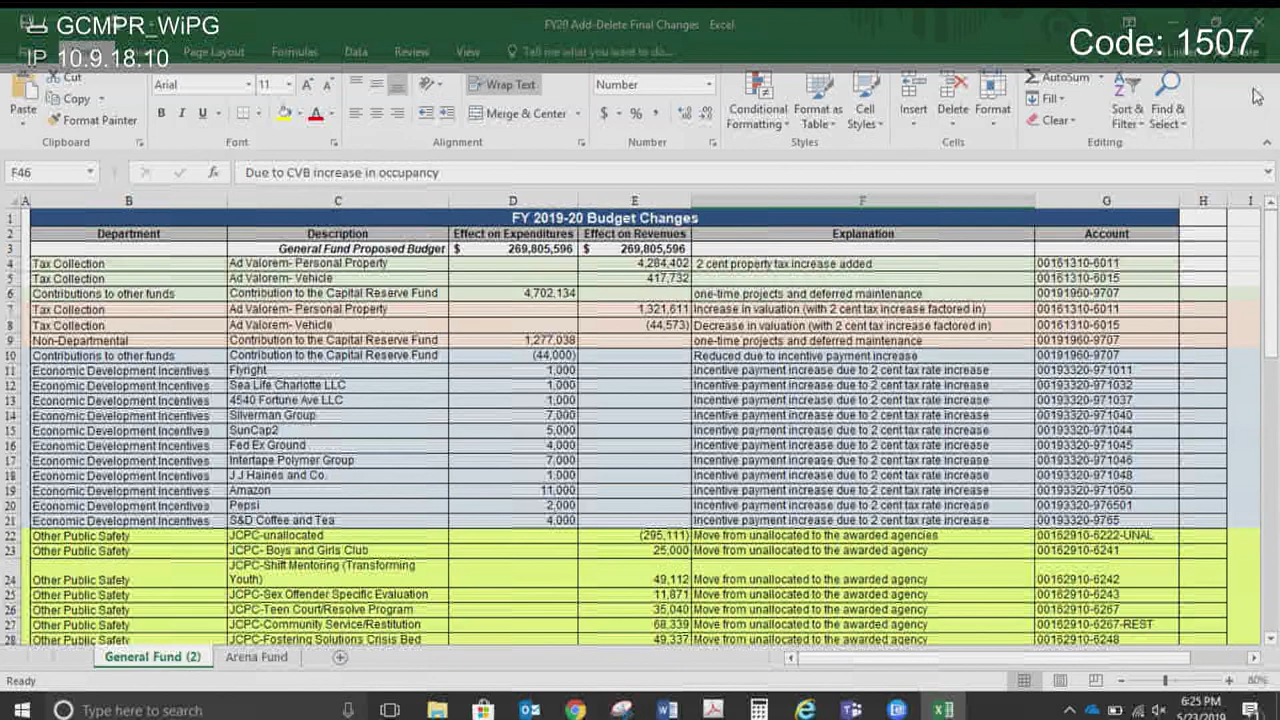 GCMPR_WiPG
IP 10.9.18.10
Code: 1507
FY20 Add-Delete Final Changes - Excel
Page Layout Formulas Data Review View Tell me what you want to do...
Cut
Copy
Format Painter
Paste
Clipboard
Arial 11
B I U
Font
Wrap Text
Merge & Center
Alignment
Number
$ % ,
Number
Conditional Formatting
Format as Table
Cell Styles
Styles
Insert Delete Format
Cells
AutoSum
Fill
Clear
Sort & Filter
Find & Select
Editing
F46 fx Due to CVB increase in occupancy
A B C D E F G H I
1 FY 2019-20 Budget Changes
2 Department Description Effect on Expenditures Effect on Revenues Explanation Account
3 General Fund Proposed Budget $ 269,805,596 $ 269,805,596
4 Tax Collection Ad Valorem- Personal Property 4,284,402 2 cent property tax increase added 00161310-6011
5 Tax Collection Ad Valorem- Vehicle 417,732 00161310-6015
6 Contributions to other funds Contribution to the Capital Reserve Fund 4,702,134 one-time projects and deferred maintenance 00191960-9707
7 Tax Collection Ad Valorem- Personal Property 1,321,611 Increase in valuation (with 2 cent tax increase factored in) 00161310-6011
8 Tax Collection Ad Valorem- Vehicle (44,573) Decrease in valuation (with 2 cent tax increase factored in) 00161310-6015
9 Non-Departmental Contribution to the Capital Reserve Fund 1,277,038 one-time projects and deferred maintenance 00191960-9707
10 Contributions to other funds Contribution to the Capital Reserve Fund (44,000) Reduced due to incentive payment increase 00191960-9707
11 Economic Development Incentives Flyright 1,000 Incentive payment increase due to 2 cent tax rate increase 00193320-971011
12 Economic Development Incentives Sea Life Charlotte LLC 1,000 Incentive payment increase due to 2 cent tax rate increase 00193320-971032
13 Economic Development Incentives 4540 Fortune Ave LLC 1,000 Incentive payment increase due to 2 cent tax rate increase 00193320-971037
14 Economic Development Incentives Silverman Group 7,000 Incentive payment increase due to 2 cent tax rate increase 00193320-971040
15 Economic Development Incentives SunCap2 5,000 Incentive payment increase due to 2 cent tax rate increase 00193320-971044
16 Economic Development Incentives Fed Ex Ground 4,000 Incentive payment increase due to 2 cent tax rate increase 00193320-971045
17 Economic Development Incentives Intertape Polymer Group 7,000 Incentive payment increase due to 2 cent tax rate increase 00193320-971046
18 Economic Development Incentives J J Haines and Co. 1,000 Incentive payment increase due to 2 cent tax rate increase 00193320-971048
19 Economic Development Incentives Amazon 11,000 Incentive payment increase due to 2 cent tax rate increase 00193320-971050
20 Economic Development Incentives Pepsi 2,000 Incentive payment increase due to 2 cent tax rate increase 00193320-976501
21 Economic Development Incentives S&D Coffee and Tea 4,000 Incentive payment increase due to 2 cent tax rate increase 00193320-9765
22 Other Public Safety JCPC-unallocated (295,111) Move from unallocated to the awarded agencies 00162910-6222-UNAL
23 Other Public Safety JCPC- Boys and Girls Club 25,000 Move from unallocated to the awarded agency 00162910-6241
24 Other Public Safety JCPC-Shift Mentoring (Transforming Youth) 49,112 Move from unallocated to the awarded agency 00162910-6242
25 Other Public Safety JCPC-Sex Offender Specific Evaluation 11,871 Move from unallocated to the awarded agency 00162910-6243
26 Other Public Safety JCPC-Teen Court/Resolve Program 35,040 Move from unallocated to the awarded agency 00162910-6267
27 Other Public Safety JCPC-Community Service/Restitution 68,339 Move from unallocated to the awarded agency 00162910-6267-REST
28 Other Public Safety JCPC-Fostering Solutions Crisis Bed 49,337 Move from unallocated to the awarded agency 00162910-6248
General Fund (2) Arena Fund
Ready 80%
Type here to search
6:25 PM
5/23/2019